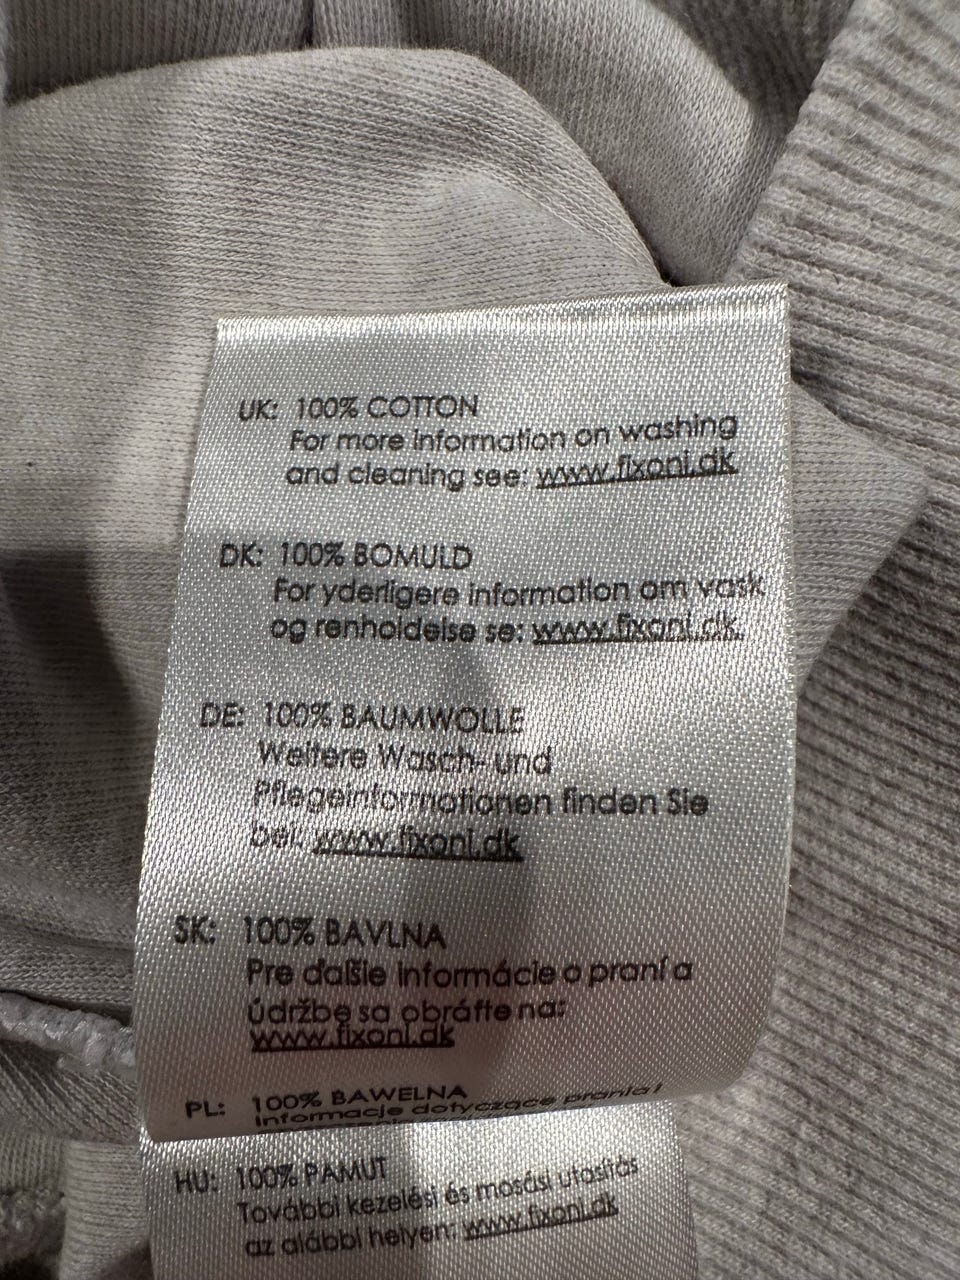 UK: 100% COTTON
For more information on washing
and cleaning see: www.fixoni.dk
DK: 100% BOMULD
For yderligere information om vask
og renholdelse se: www.fixoni.dk.
DE: 100% BAUMWOLLE
Weitere Wasch- und
Pflegeinformationen finden Sie
bei: www.fixoni.dk
SK: 100% BAVLNA
Pre ďalšie informácie o praní a
údržbe sa obráťte na:
www.fixoni.dk
PL: 100% BAWELNA
Informacje dotyczące prania i
HU: 100% PAMUT
További kezelési és mosási utasítás
az alábbi helyen: www.fixoni.dk